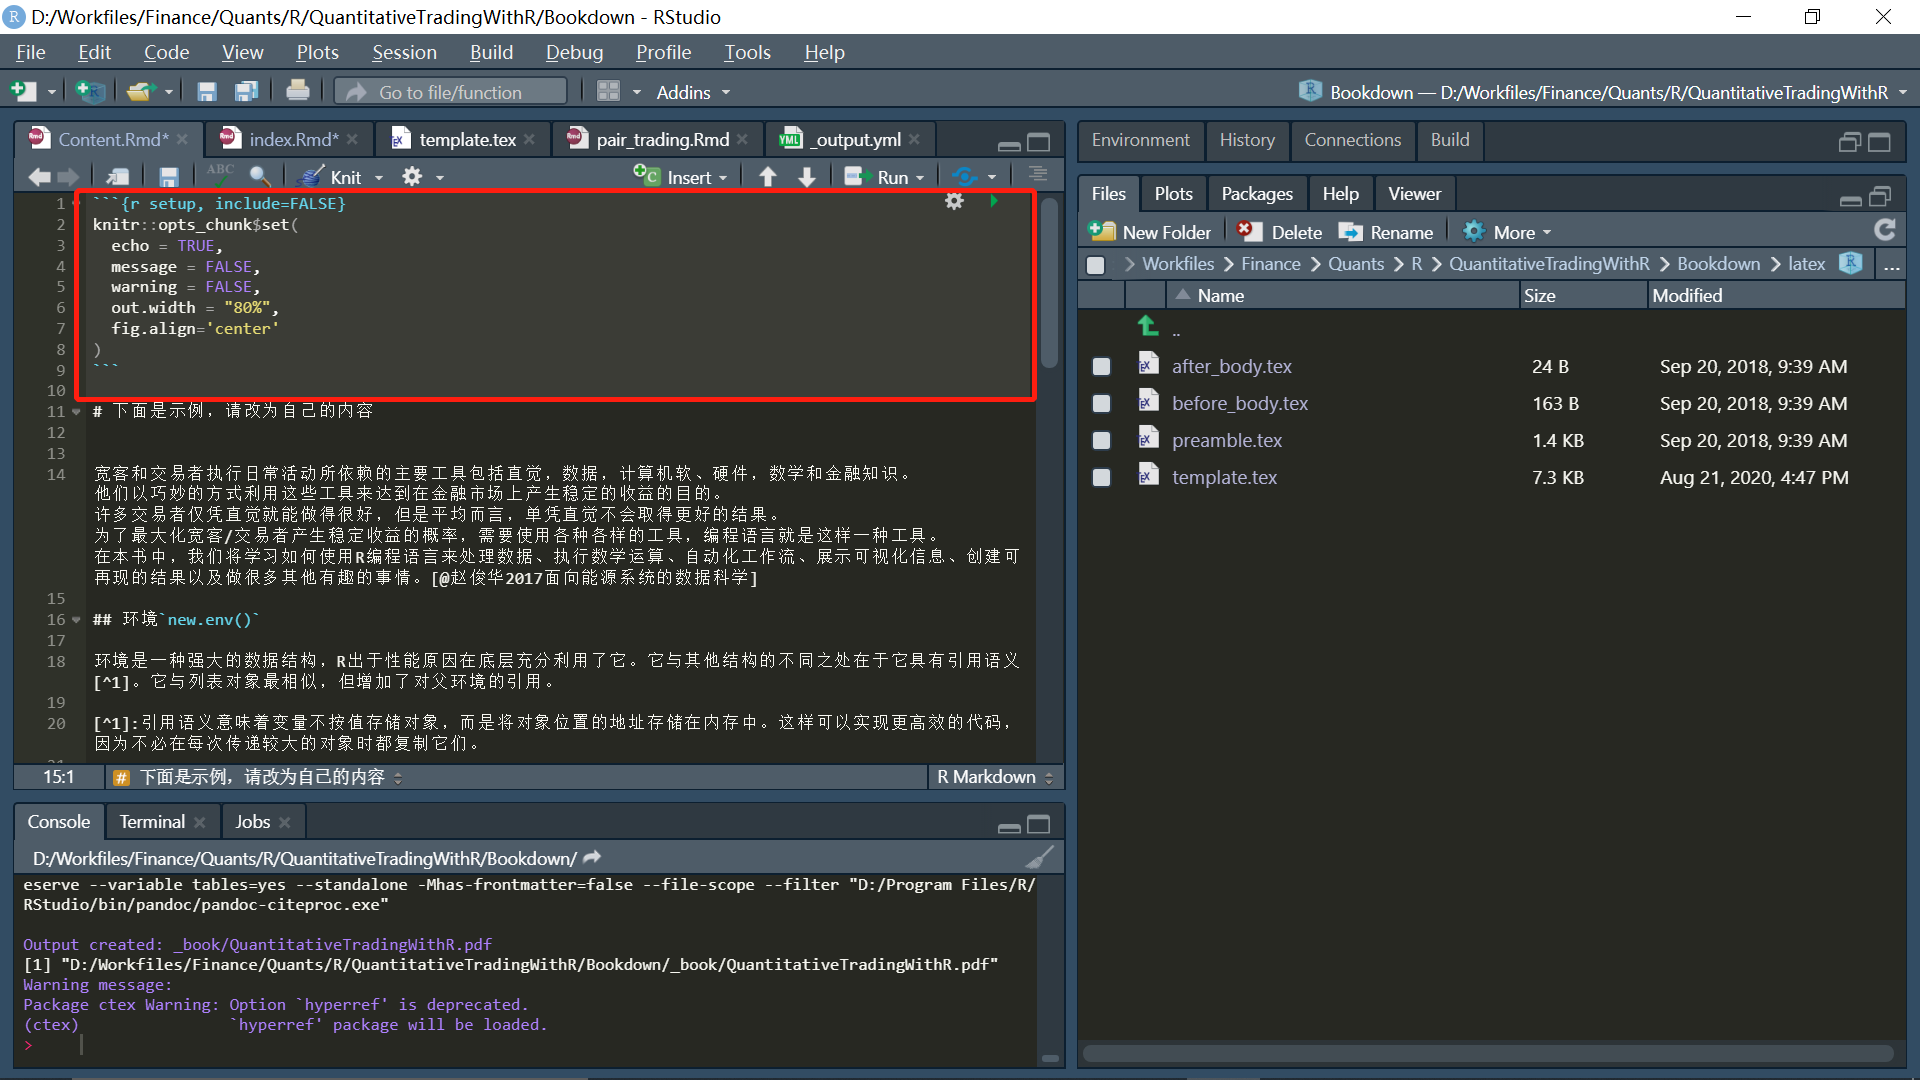 D:/Workfiles/Finance/Quants/R/QuantitativeTradingWithR/Bookdown - RStudio
File Edit Code View Plots Session Build Debug Profile Tools Help
Go to file/function Addins Bookdown — D:/Workfiles/Finance/Quants/R/QuantitativeTradingWithR
Content.Rmd* index.Rmd* template.tex pair_trading.Rmd _output.yml
ABC Knit Insert Run
1 ```{r setup, include=FALSE}
2 knitr::opts_chunk$set(
3 echo = TRUE,
4 message = FALSE,
5 warning = FALSE,
6 out.width = "80%",
7 fig.align='center'
8 )
9 ```
10
11 # 下面是示例，请改为自己的内容
12
13
14 宽客和交易者执行日常活动所依赖的主要工具包括直觉，数据，计算机软、硬件，数学和金融知识。
他们以巧妙的方式利用这些工具来达到在金融市场上产生稳定的收益的目的。
许多交易者仅凭直觉就能做得很好，但是平均而言，单凭直觉不会取得更好的结果。
为了最大化宽客/交易者产生稳定收益的概率，需要使用各种各样的工具，编程语言就是这样一种工具。
在本书中，我们将学习如何使用R编程语言来处理数据、执行数学运算、自动化工作流、展示可视化信息、创建可
再现的结果以及做很多其他有趣的事情。[@赵俊华2017面向能源系统的数据科学]
15
16 ## 环境`new.env()`
17
18 环境是一种强大的数据结构，R出于性能原因在底层充分利用了它。它与其他结构的不同之处在于它具有引用语义
[^1]。它与列表对象最相似，但增加了对父环境的引用。
19
20 [^1]:引用语义意味着变量不按值存储对象，而是将对象位置的地址存储在内存中。这样可以实现更高效的代码，
因为不必在每次传递较大的对象时都复制它们。
15:1 # 下面是示例，请改为自己的内容 R Markdown
Console Terminal Jobs
D:/Workfiles/Finance/Quants/R/QuantitativeTradingWithR/Bookdown/
eserve --variable tables=yes --standalone -Mhas-frontmatter=false --file-scope --filter "D:/Program Files/R/
RStudio/bin/pandoc/pandoc-citeproc.exe"
Output created: _book/QuantitativeTradingWithR.pdf
[1] "D:/Workfiles/Finance/Quants/R/QuantitativeTradingWithR/Bookdown/_book/QuantitativeTradingWithR.pdf"
Warning message:
Package ctex Warning: Option `hyperref' is deprecated.
(ctex) `hyperref' package will be loaded.
>
Environment History Connections Build
Files Plots Packages Help Viewer
New Folder Delete Rename More
Workfiles Finance Quants R QuantitativeTradingWithR Bookdown latex ...
Name Size Modified
..
after_body.tex 24 B Sep 20, 2018, 9:39 AM
before_body.tex 163 B Sep 20, 2018, 9:39 AM
preamble.tex 1.4 KB Sep 20, 2018, 9:39 AM
template.tex 7.3 KB Aug 21, 2020, 4:47 PM